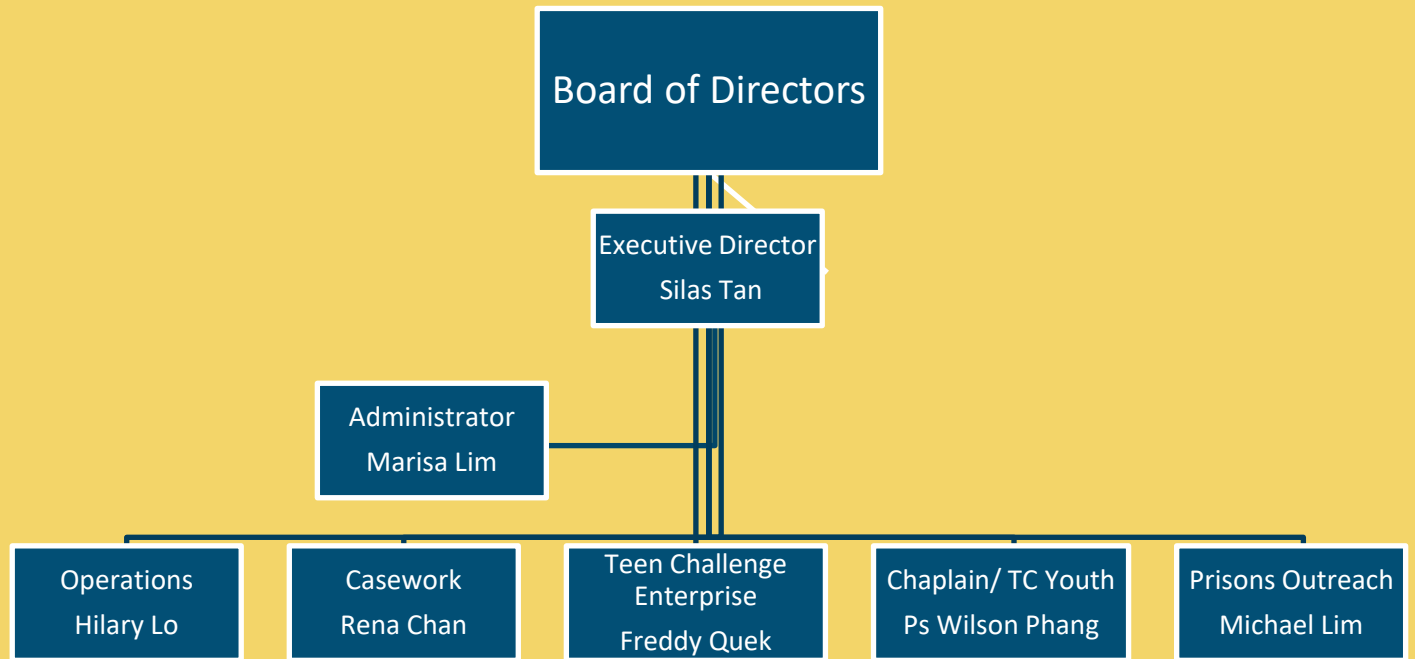 Board of Directors
Executive Director
Silas Tan
Administrator
Marisa Lim
Operations
Hilary Lo
Casework
Rena Chan
Teen Challenge
Enterprise
Freddy Quek
Chaplain/ TC Youth
Ps Wilson Phang
Prisons Outreach
Michael Lim